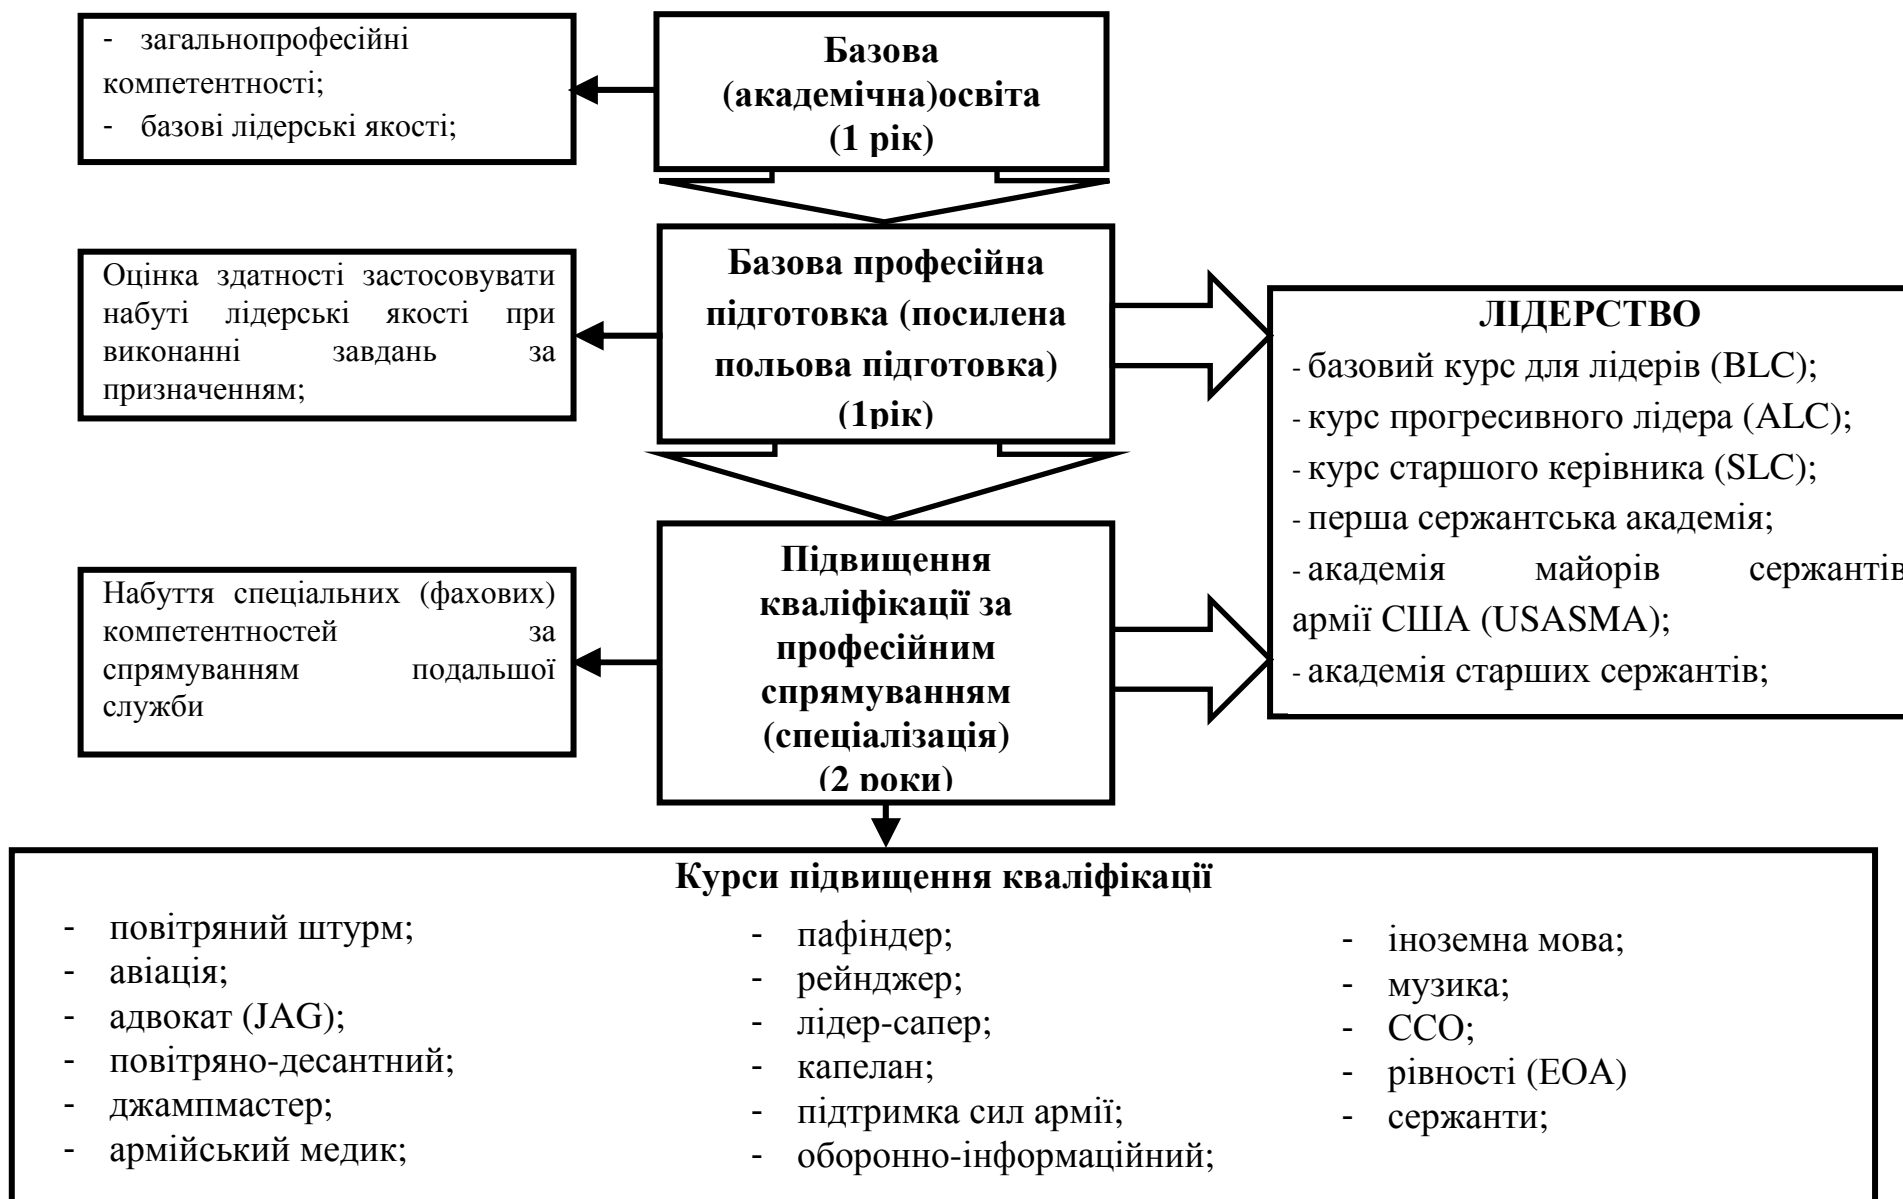 - загальнопрофесійні
компетентності;
- базові лідерські якості;
Базова
(академічна)освіта
(1 рік)
Оцінка здатності застосовувати
набуті лідерські якості при
виконанні завдань за
призначенням;
Базова професійна
підготовка (посилена
польова підготовка)
(1рік)
ЛІДЕРСТВО
- базовий курс для лідерів (BLC);
- курс прогресивного лідера (ALC);
- курс старшого керівника (SLC);
- перша сержантська академія;
- академія майорів сержантів
армії США (USASMA);
- академія старших сержантів;
Набуття спеціальних (фахових)
компетентностей за
спрямуванням подальшої
служби
Підвищення
кваліфікації за
професійним
спрямуванням
(спеціалізація)
(2 роки)
Курси підвищення кваліфікації
- повітряний штурм;
- авіація;
- адвокат (JAG);
- повітряно-десантний;
- джампмастер;
- армійський медик;
- пафіндер;
- рейнджер;
- лідер-сапер;
- капелан;
- підтримка сил армії;
- оборонно-інформаційний;
- іноземна мова;
- музика;
- ССО;
- рівності (EOA)
- сержанти;